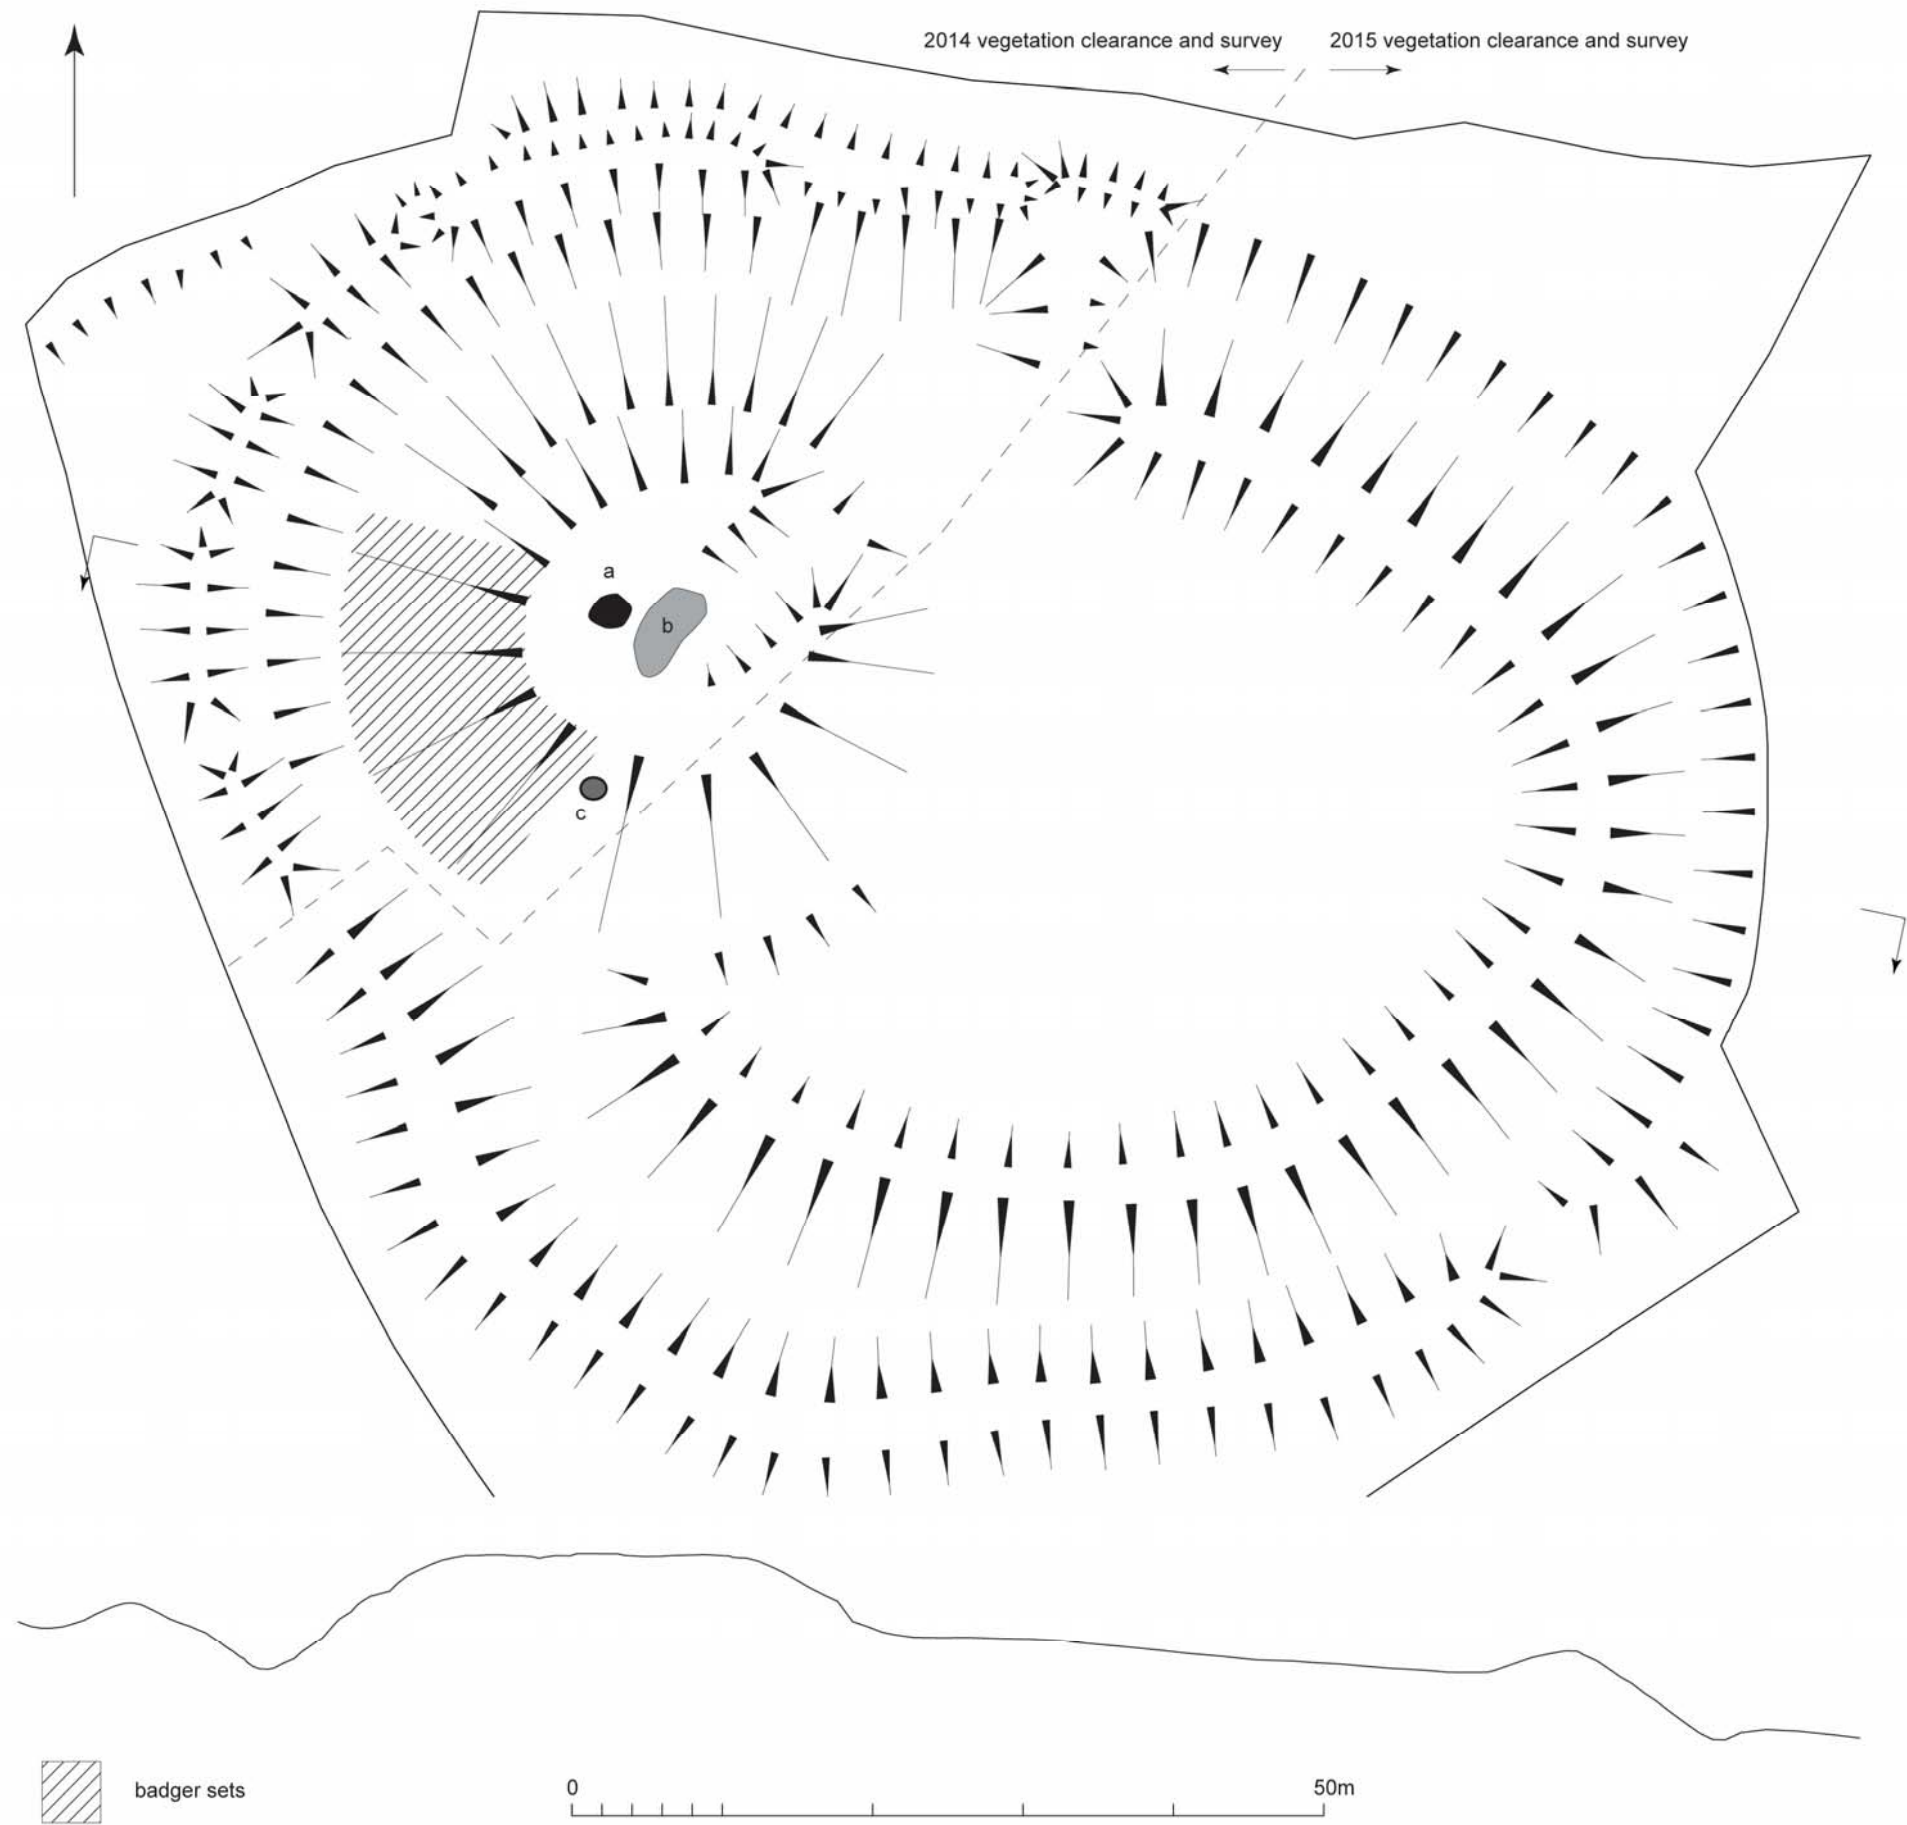 2014 vegetation clearance and survey
2015 vegetation clearance and survey
a
b
c
badger sets
0
50m